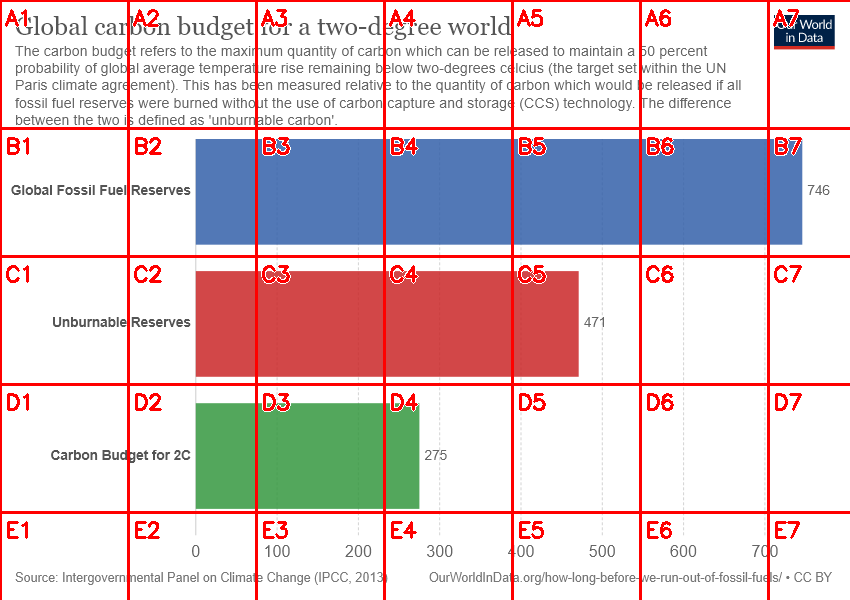 Global carbon budget for a two-degree world
Our World
in Data
The carbon budget refers to the maximum quantity of carbon which can be released to maintain a 50 percent
probability of global average temperature rise remaining below two-degrees celcius (the target set within the UN
Paris climate agreement). This has been measured relative to the quantity of carbon which would be released if all
fossil fuel reserves were burned without the use of carbon capture and storage (CCS) technology. The difference
between the two is defined as 'unburnable carbon'.
Global Fossil Fuel Reserves
746
Unburnable Reserves
471
Carbon Budget for 2C
275
0 100 200 300 400 500 600 700
Source: Intergovernmental Panel on Climate Change (IPCC, 2013)
OurWorldInData.org/how-long-before-we-run-out-of-fossil-fuels/ • CC BY
A1 A2 A3 A4 A5 A6 A7
B1 B2 B3 B4 B5 B6 B7
C1 C2 C3 C4 C5 C6 C7
D1 D2 D3 D4 D5 D6 D7
E1 E2 E3 E4 E5 E6 E7